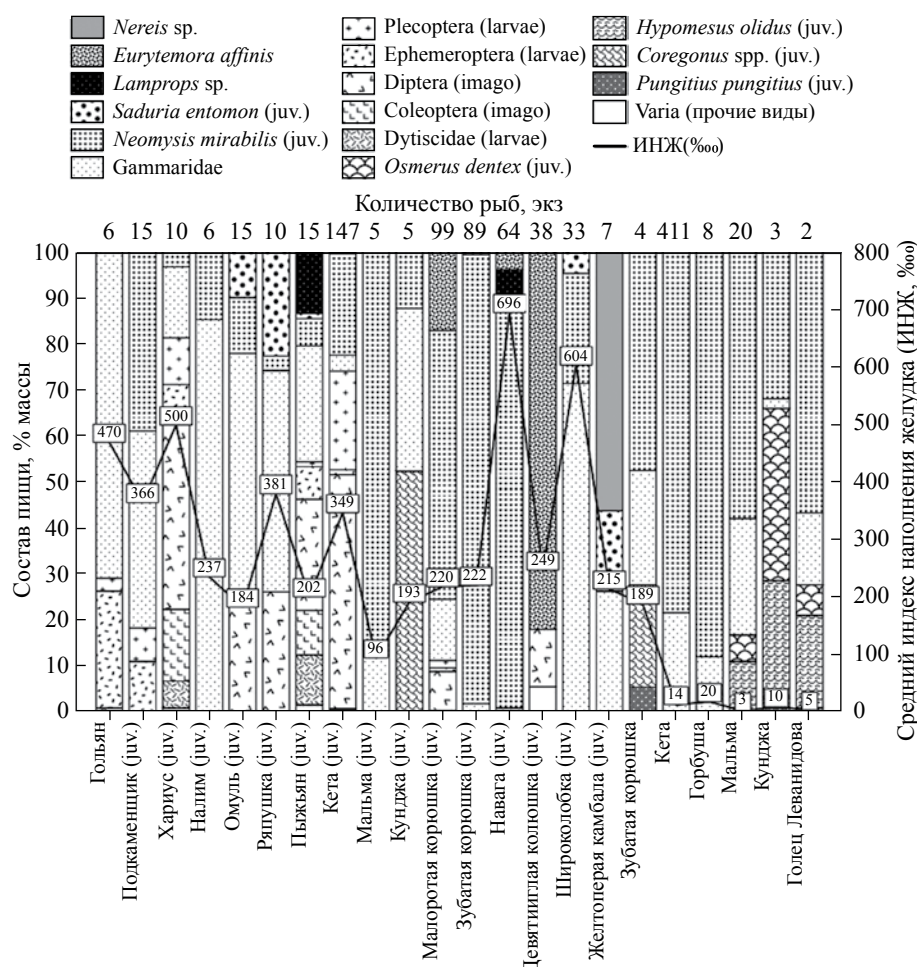 Nereis sp.
Eurytemora affinis
Lamprops sp.
Saduria entomon (juv.)
Neomysis mirabilis (juv.)
Gammaridae
Plecoptera (larvae)
Ephemeroptera (larvae)
Diptera (imago)
Coleoptera (imago)
Dytiscidae (larvae)
Osmerus dentex (juv.)
Hypomesus olidus (juv.)
Coregonus spp. (juv.)
Pungitius pungitius (juv.)
Varia (прочие виды)
ИНЖ(‱)
Количество рыб, экз
6 15 10 6 15 7 15 147 5 5 99 89 64 38 33 7 4 411 8 20 3 2
Состав пищи, % массы
100
90
80
70
60
50
40
30
20
10
0
470
366
500
237
184
381
202
349
96
193
220
222
696
249
604
215
189
14
20
3
10
5
800
700
600
500
400
300
200
100
0
Средний индекс наполнения желудка (ИНЖ, ‱)
Гольян
Подкаменщик (juv.)
Хариус (juv.)
Налим (juv.)
Омуль (juv.)
Ряпушка (juv.)
Пыжьян (juv.)
Кета (juv.)
Мальма (juv.)
Кунджа (juv.)
Малоротая корюшка (juv.)
Зубатая корюшка (juv.)
Навага (juv.)
Девятииглая колюшка (juv.)
Широколобка (juv.)
Желтоперая камбала (juv.)
Зубатая корюшка
Кета
Горбуша
Мальма
Кунджа
Голец Леванидова